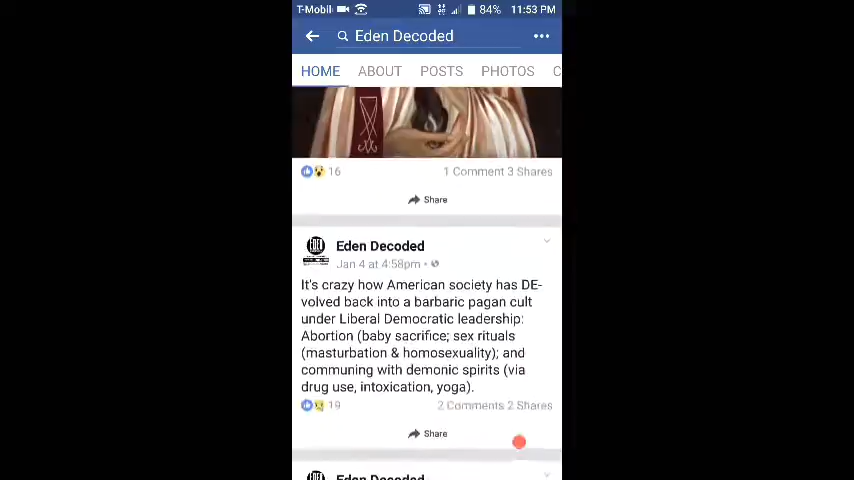 T-Mobil 84% 11:53 PM
Eden Decoded
HOME ABOUT POSTS PHOTOS C
16 1 Comment 3 Shares
Share
Eden Decoded
Jan 4 at 4:58pm •
It's crazy how American society has DE-
volved back into a barbaric pagan cult
under Liberal Democratic leadership:
Abortion (baby sacrifice; sex rituals
(masturbation & homosexuality); and
communing with demonic spirits (via
drug use, intoxication, yoga).
19 2 Comments 2 Shares
Share
Eden Decoded